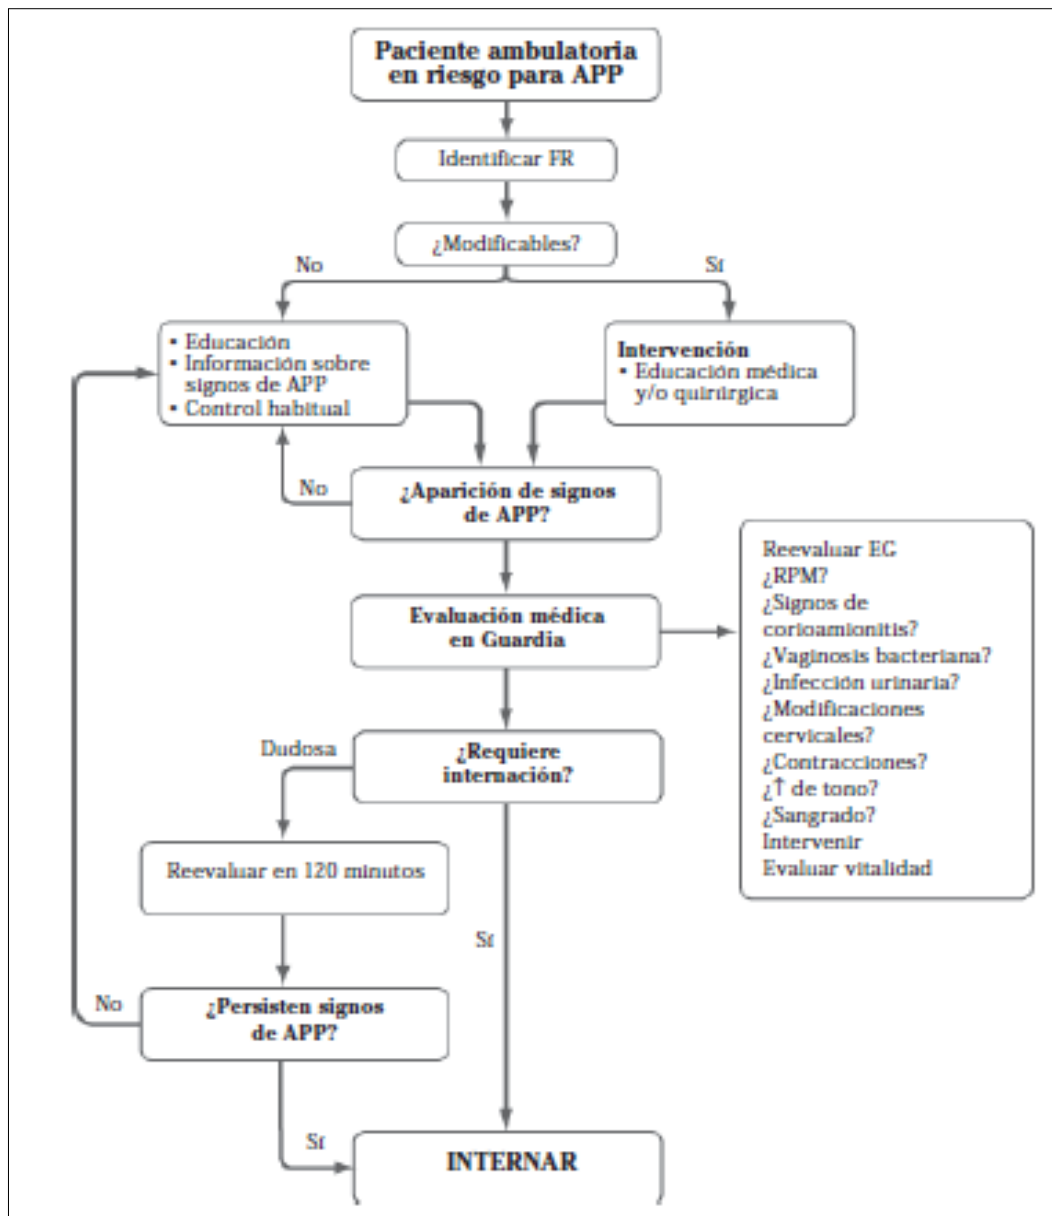 Paciente ambulatoria
en riesgo para APP
Identificar FR
¿Modificables?
No
Sí
▪ Educación
▪ Información sobre
signos de APP
▪ Control habitual
Intervención
▪ Educación médica
y/o quirúrgica
No
¿Aparición de signos
de APP?
Evaluación médica
en Guardia
Reevaluar EG
¿RPM?
¿Signos de
corioamionitis?
¿Vaginosis bacteriana?
¿Infección urinaria?
¿Modificaciones
cervicales?
¿Contracciones?
¿↑ de tono?
¿Sangrado?
Intervenir
Evaluar vitalidad
Dudosa
¿Requiere
internación?
Reevaluar en 120 minutos
Sí
No
¿Persisten signos
de APP?
Sí
INTERNAR